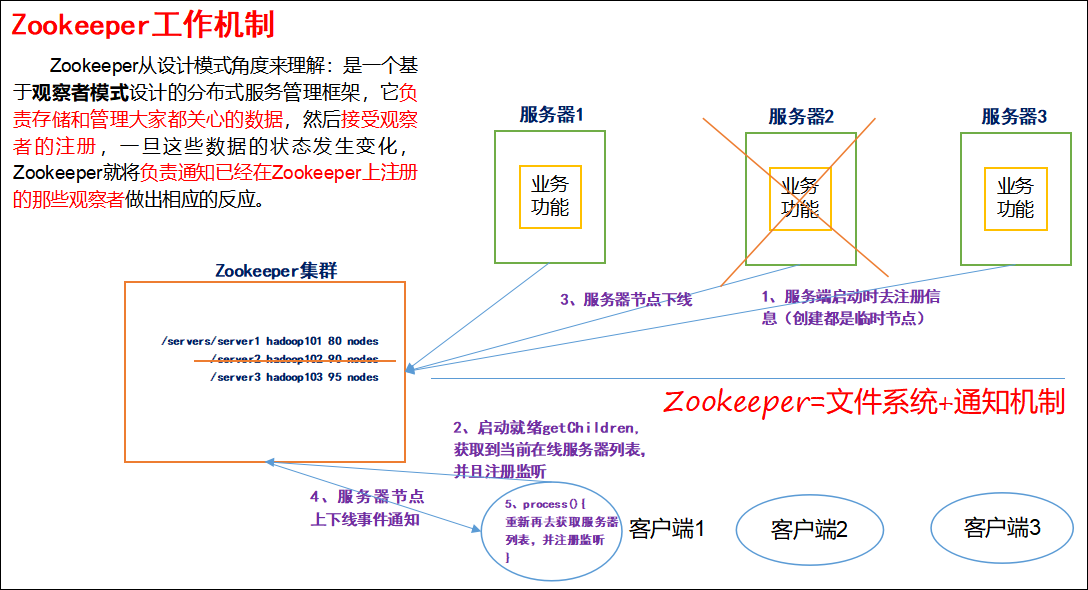 Zookeeper工作机制
Zookeeper从设计模式角度来理解：是一个基
于观察者模式设计的分布式服务管理框架，它负
责存储和管理大家都关心的数据，然后接受观察
者的注册，一旦这些数据的状态发生变化，
Zookeeper就将负责通知已经在Zookeeper上注册
的那些观察者做出相应的反应。
服务器1
业务
功能
服务器2
业务
功能
服务器3
业务
功能
Zookeeper集群
/servers/server1 hadoop101 80 nodes
/server2 hadoop102 90 nodes
/server3 hadoop103 95 nodes
3、服务器节点下线
1、服务端启动时去注册信
息（创建都是临时节点）
Zookeeper=文件系统+通知机制
2、启动就绪getChildren，
获取到当前在线服务器列表，
并且注册监听
4、服务器节点
上下线事件通知
5、process(){
重新再去获取服务器
列表，并注册监听
}
客户端1
客户端2
客户端3